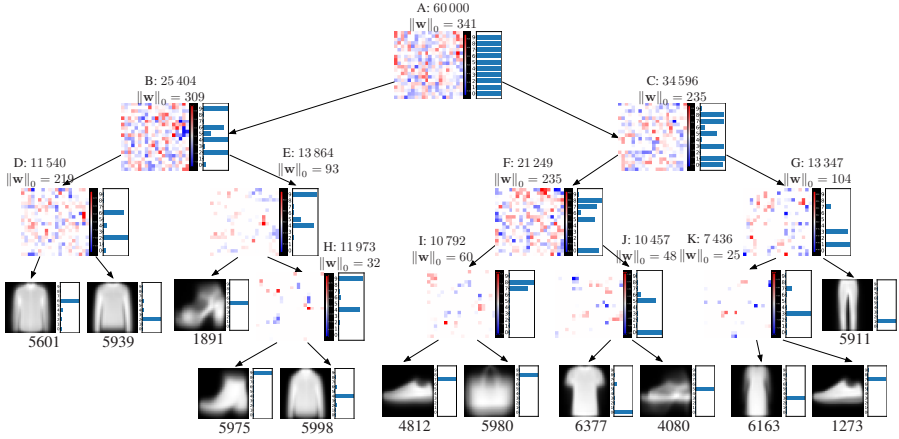 A: 60 000
‖w‖₀ = 341
B: 25 404
‖w‖₀ = 309
C: 34 596
‖w‖₀ = 235
D: 11 540
‖w‖₀ = 219
E: 13 864
‖w‖₀ = 93
F: 21 249
‖w‖₀ = 235
G: 13 347
‖w‖₀ = 104
H: 11 973
‖w‖₀ = 32
I: 10 792
‖w‖₀ = 60
J: 10 457
‖w‖₀ = 48
K: 7 436
‖w‖₀ = 25
5601
5939
1891
5911
5975
5998
4812
5980
6377
4080
6163
1273